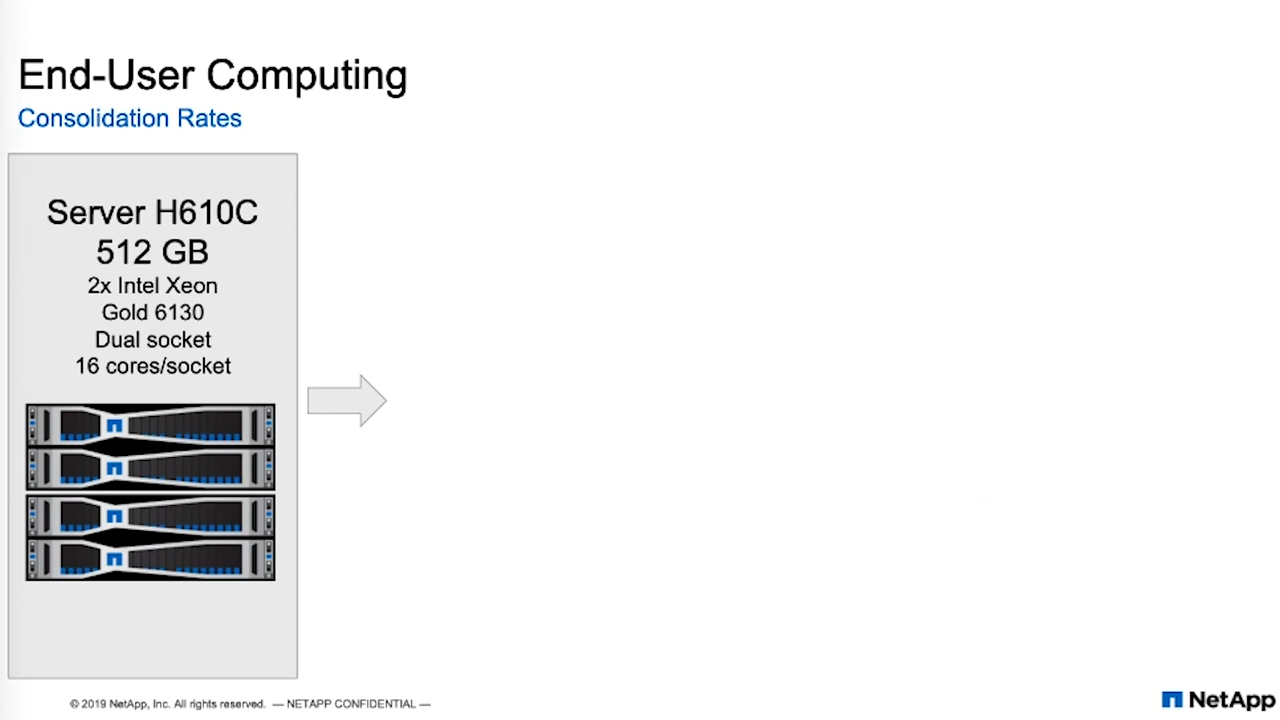 End-User Computing
Consolidation Rates
Server H610C
512 GB
2x Intel Xeon
Gold 6130
Dual socket
16 cores/socket
© 2019 NetApp, Inc. All rights reserved. — NETAPP CONFIDENTIAL —
NetApp